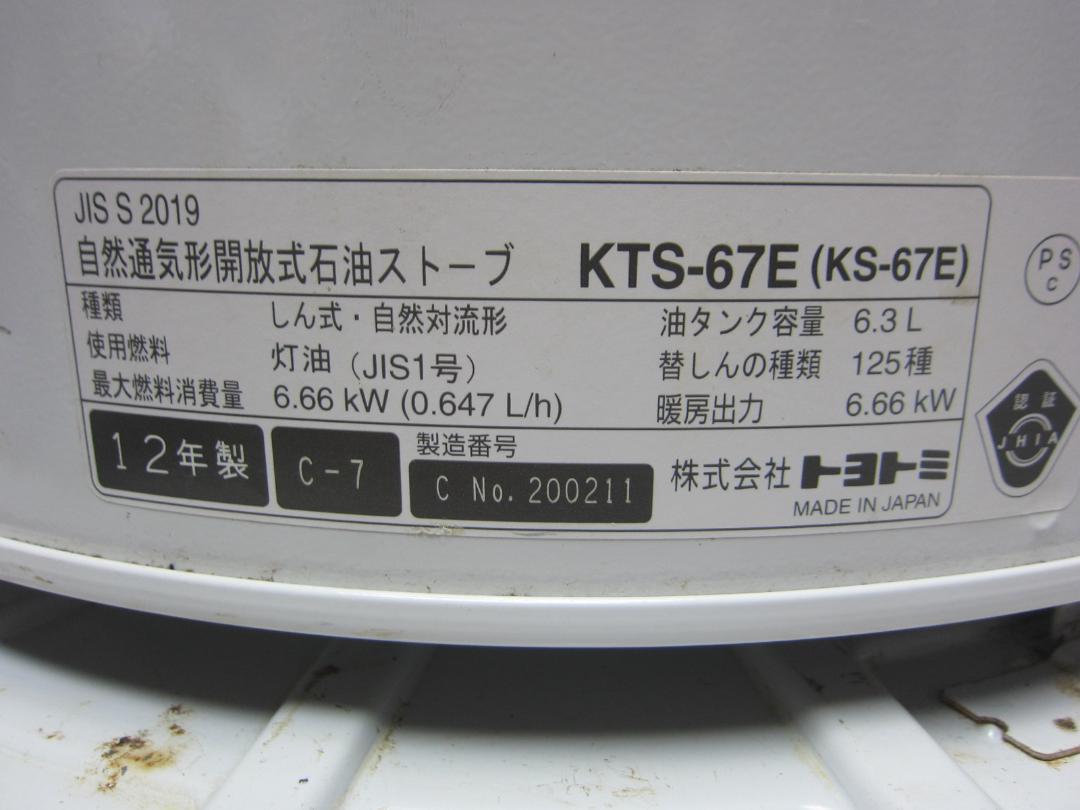 JIS S 2019
自然通気形開放式石油ストーブ KTS-67E (KS-67E)
種類 しん式・自然対流形 油タンク容量 6.3 L
使用燃料 灯油 (JIS1号) 替しんの種類 125種
最大燃料消費量 6.66 kW (0.647 L/h) 暖房出力 6.66 kW
12年製 C-7 製造番号 C No. 200211 株式会社 トヨトミ
MADE IN JAPAN
PS
C
認証
JHIA